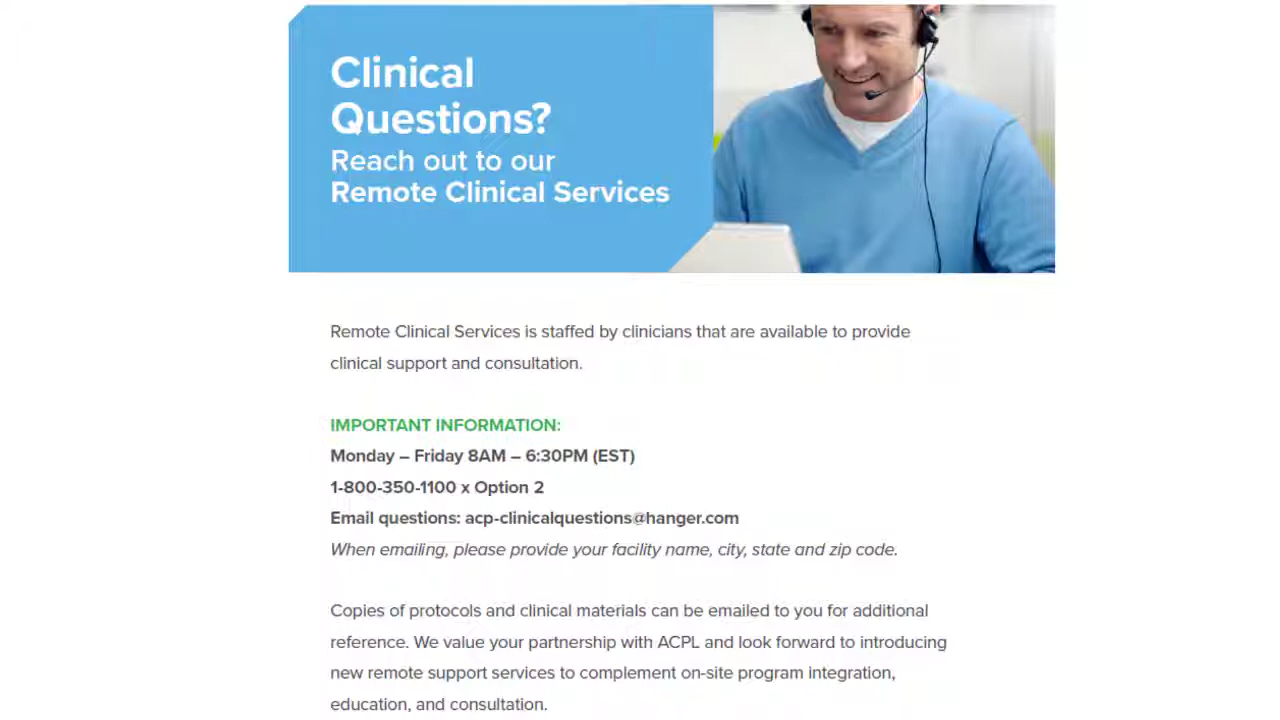 Clinical
Questions?
Reach out to our
Remote Clinical Services
Remote Clinical Services is staffed by clinicians that are available to provide
clinical support and consultation.
IMPORTANT INFORMATION:
Monday – Friday 8AM – 6:30PM (EST)
1-800-350-1100 x Option 2
Email questions: acp-clinicalquestions@hanger.com
When emailing, please provide your facility name, city, state and zip code.
Copies of protocols and clinical materials can be emailed to you for additional
reference. We value your partnership with ACPL and look forward to introducing
new remote support services to complement on-site program integration,
education, and consultation.